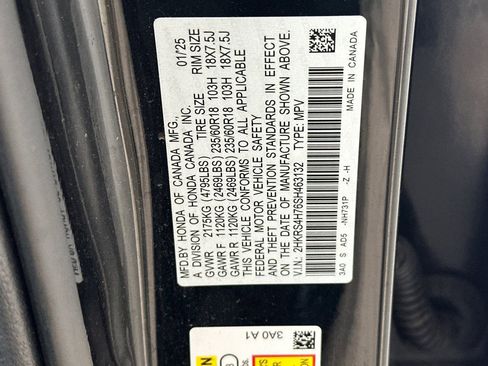 MFD.BY HONDA OF CANADA MFG., 01/25
A DIVISION OF HONDA CANADA INC.
TIRE SIZE RIM SIZE
GVWR 2175KG (4795LBS)
GAWR F 1120KG (2469LBS) 235/60R18 103H 18X7.5J
GAWR R 1120KG (2469LBS) 235/60R18 103H 18X7.5J
THIS VEHICLE CONFORMS TO ALL APPLICABLE
FEDERAL MOTOR VEHICLE SAFETY
AND THEFT PREVENTION STANDARDS IN EFFECT
ON THE DATE OF MANUFACTURE SHOWN ABOVE.
V.I.N: 2HKRS4H76SH463132 TYPE: MPV
3A0 S AD5 -NH731P -Z -H MADE IN CANADA
3A0 A1